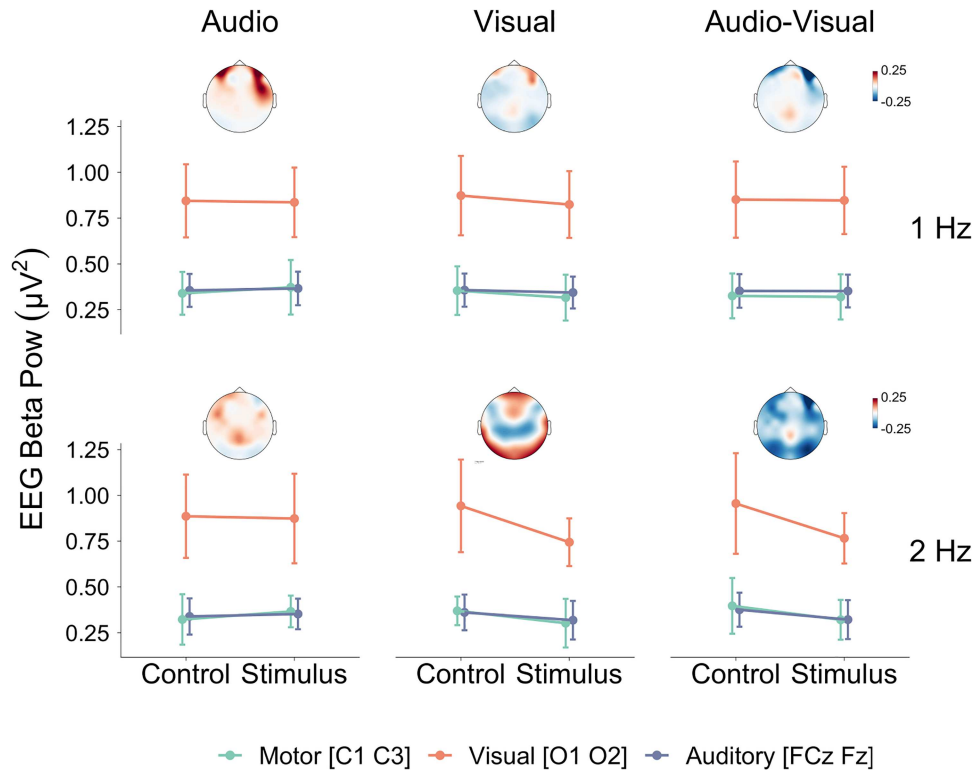 Audio Visual Audio-Visual
0.25
-0.25
1.25
1.00
0.75
0.50
0.25
1 Hz
EEG Beta Pow (μV²)
0.25
-0.25
1.25
1.00
0.75
0.50
0.25
2 Hz
Control Stimulus Control Stimulus Control Stimulus
Motor [C1 C3] Visual [O1 O2] Auditory [FCz Fz]